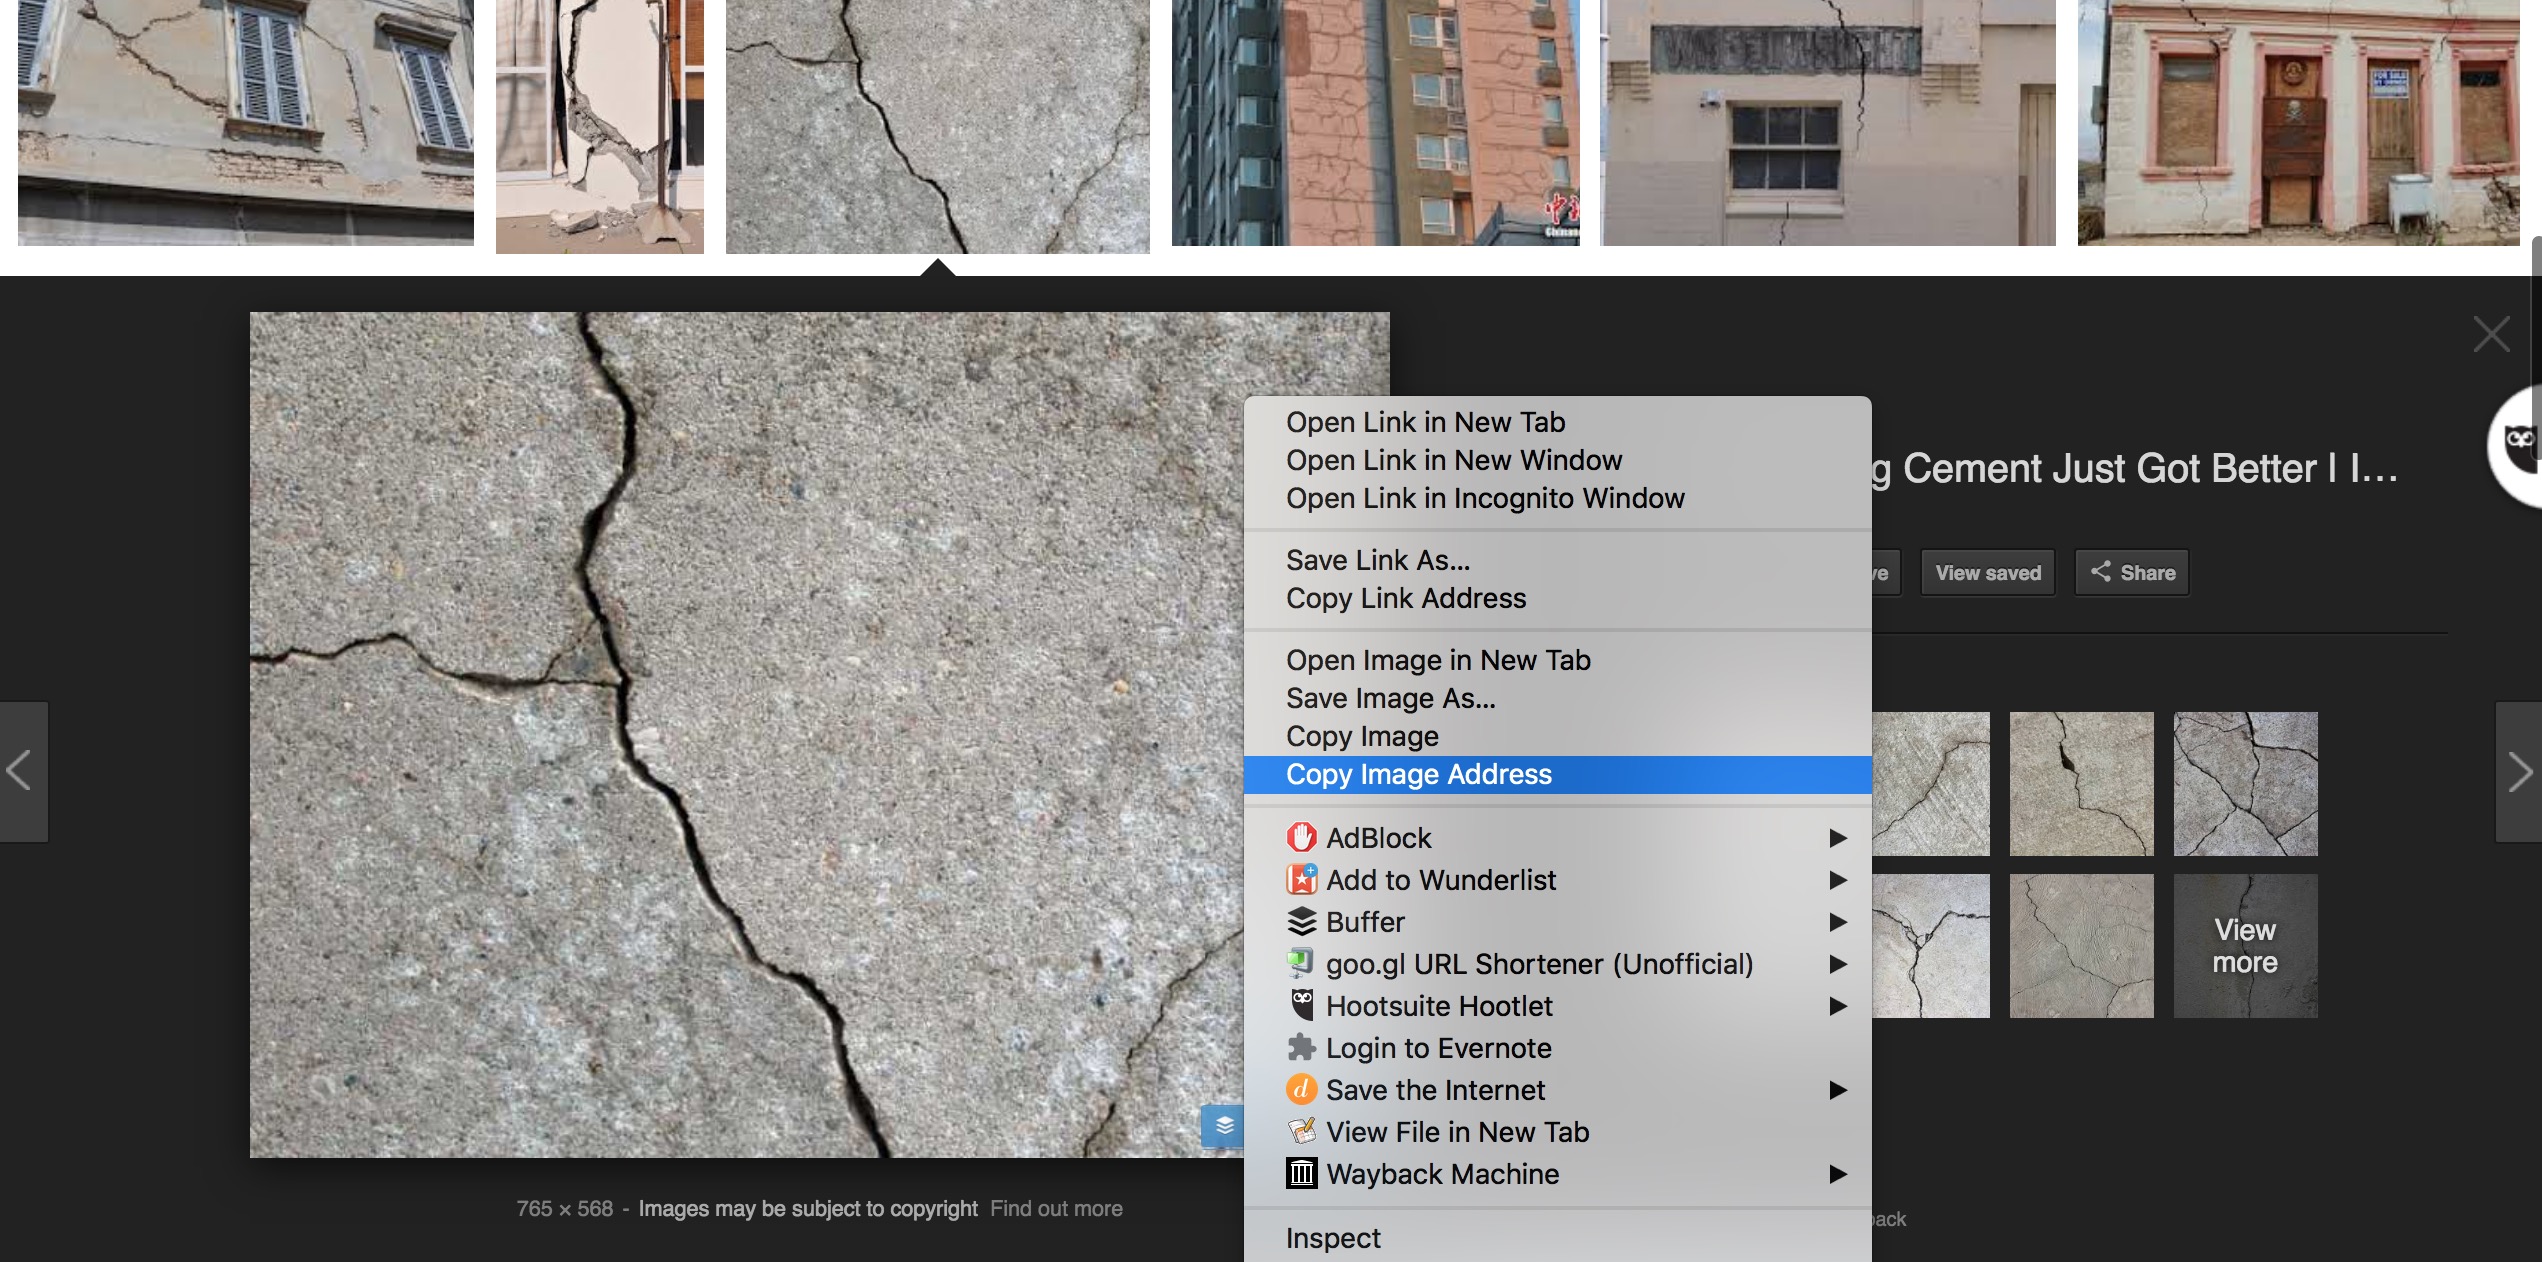 FOR SALE
g Cement Just Got Better | I...
ve
View saved
Share
Open Link in New Tab
Open Link in New Window
Open Link in Incognito Window
Save Link As...
Copy Link Address
Open Image in New Tab
Save Image As...
Copy Image
Copy Image Address
AdBlock
Add to Wunderlist
Buffer
goo.gl URL Shortener (Unofficial)
Hootsuite Hootlet
Login to Evernote
Save the Internet
View File in New Tab
Wayback Machine
Inspect
View
more
765 × 568 - Images may be subject to copyright Find out more
back